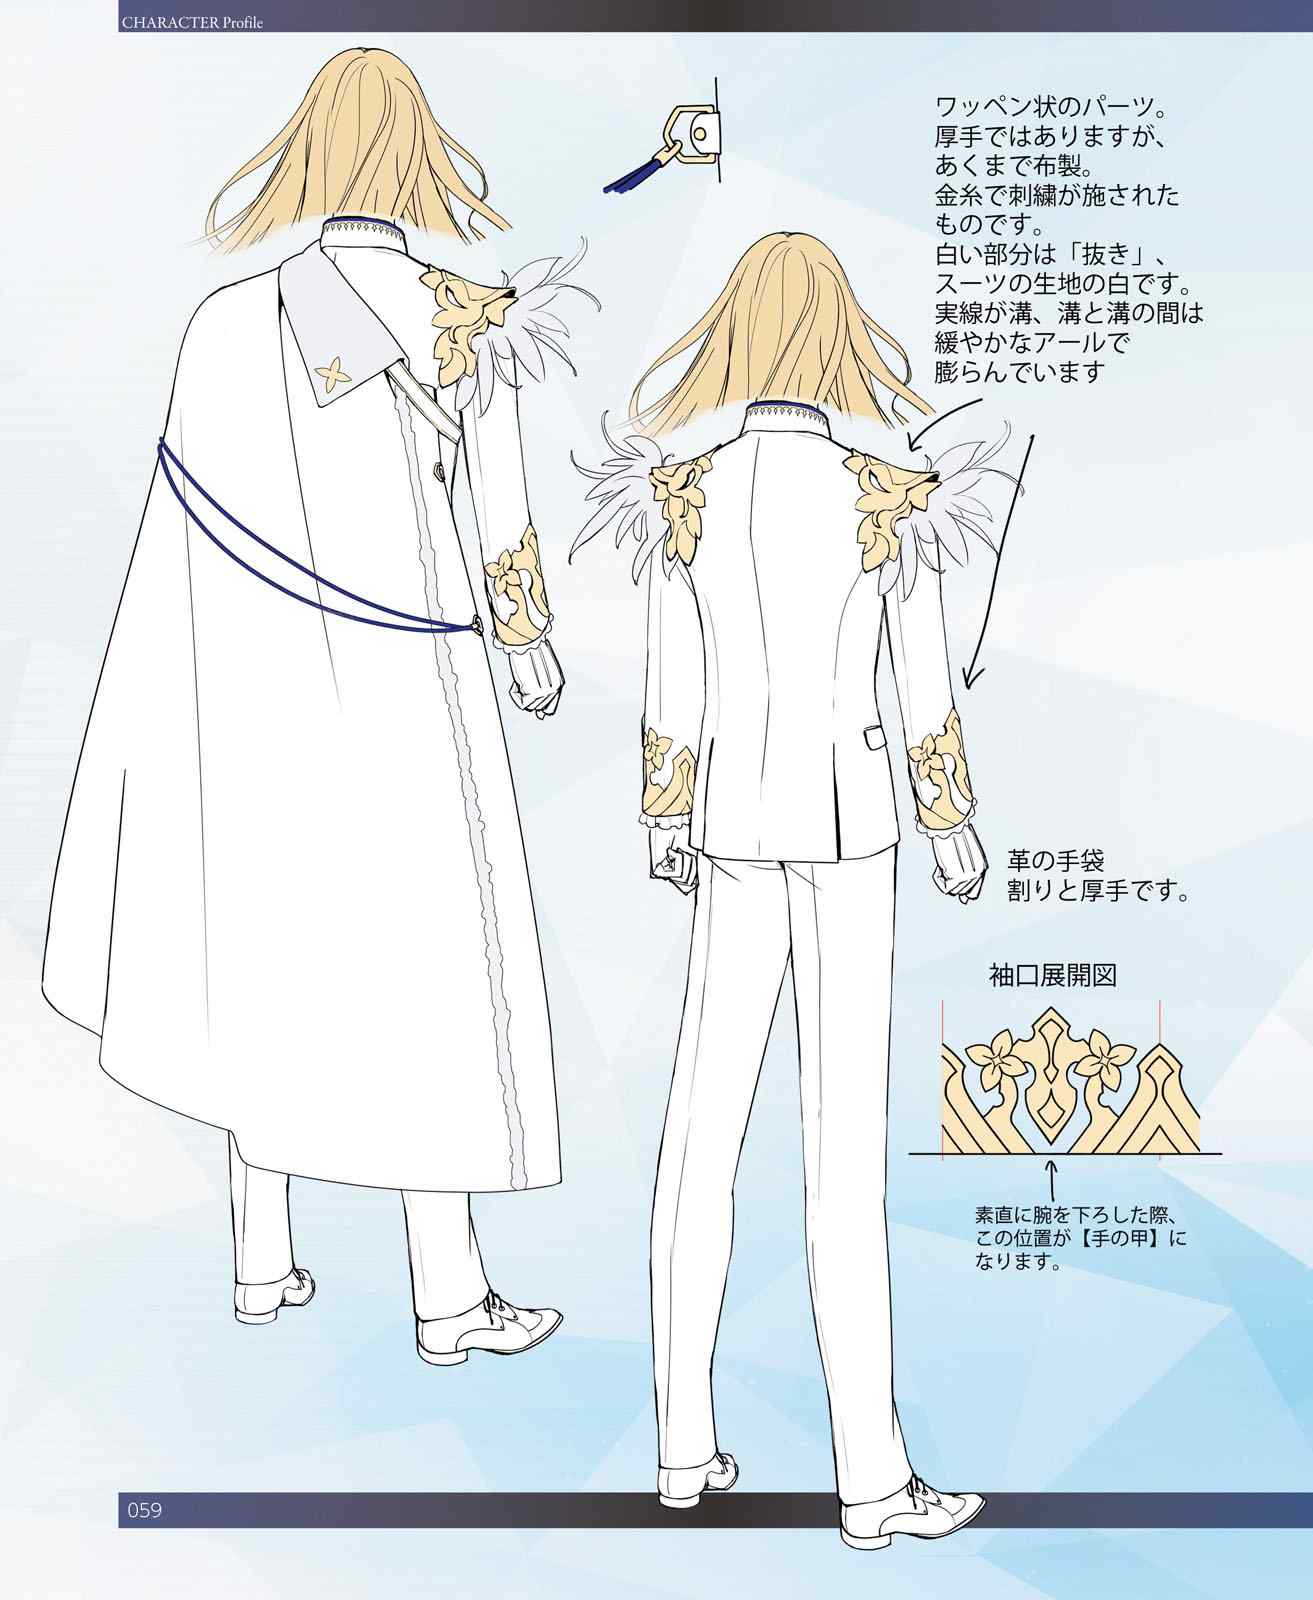 CHARACTER Profile
ワッペン状のパーツ。
厚手ではありますが、
あくまで布製。
金糸で刺繍が施された
ものです。
白い部分は「抜き」、
スーツの生地の白です。
実線が溝、溝と溝の間は
緩やかなアールで
膨らんでいます
革の手袋
割りと厚手です。
袖口展開図
素直に腕を下ろした際、
この位置が【手の甲】に
なります。
059